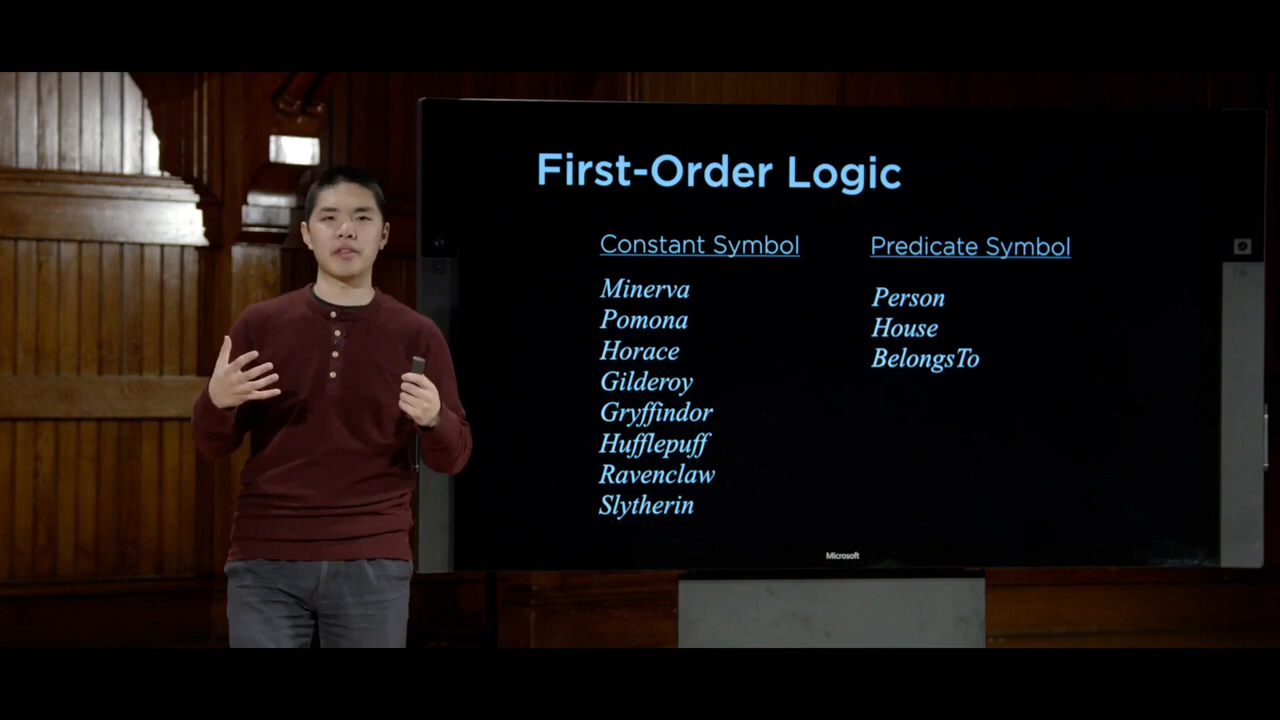 First-Order Logic
Constant Symbol
Minerva
Pomona
Horace
Gilderoy
Gryffindor
Hufflepuff
Ravenclaw
Slytherin
Predicate Symbol
Person
House
BelongsTo
Microsoft